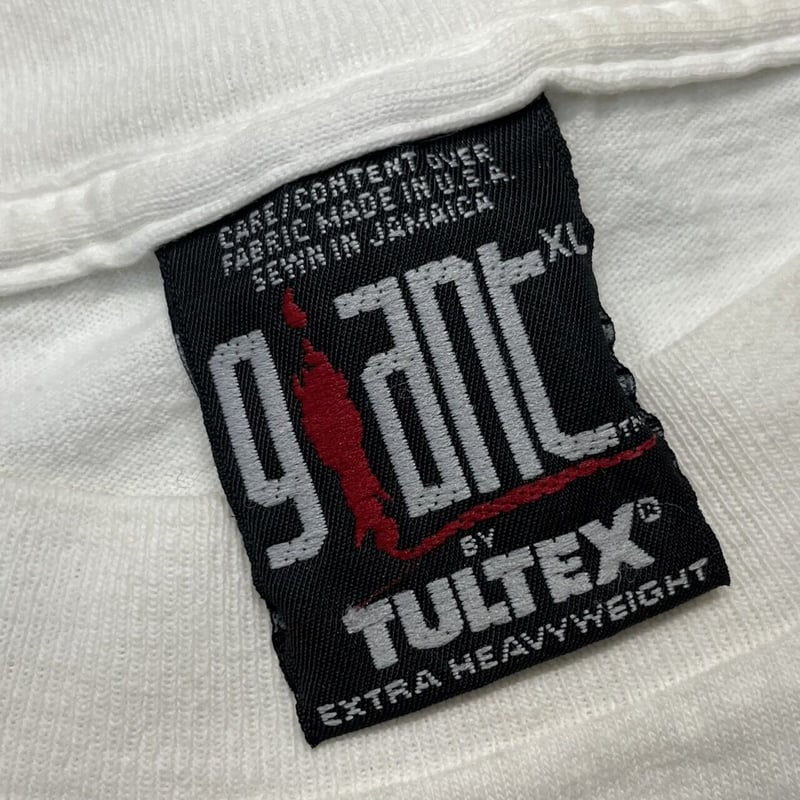 CARE/CONTENT OVER
FABRIC MADE IN U.S.A.
SEWN IN JAMAICA
giant XL
TM
BY
TULTEX®
EXTRA HEAVYWEIGHT